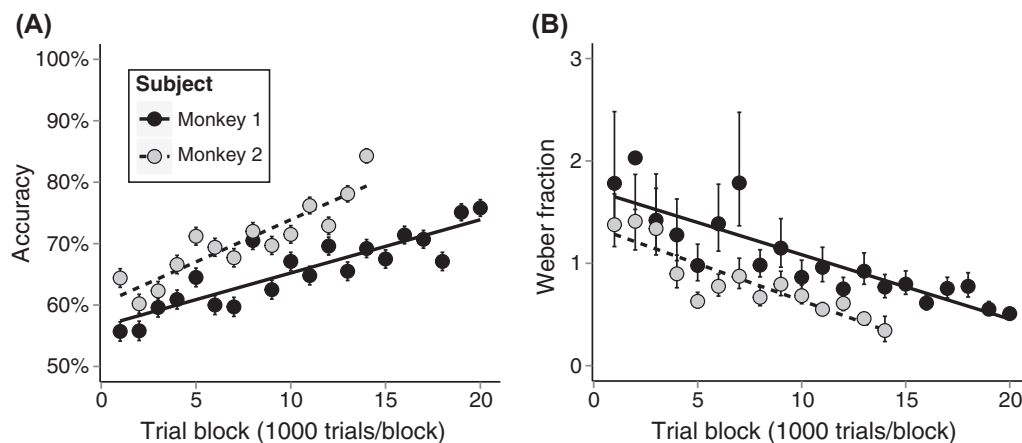 (A)
100%
90%
80%
70%
60%
50%
Accuracy
Subject
Monkey 1
Monkey 2
0 5 10 15 20
Trial block (1000 trials/block)
(B)
3
2
1
0
Weber fraction
0 5 10 15 20
Trial block (1000 trials/block)